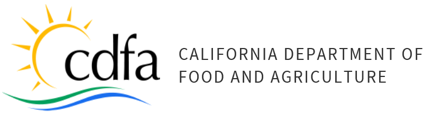 cdfa
CALIFORNIA DEPARTMENT OF
FOOD AND AGRICULTURE